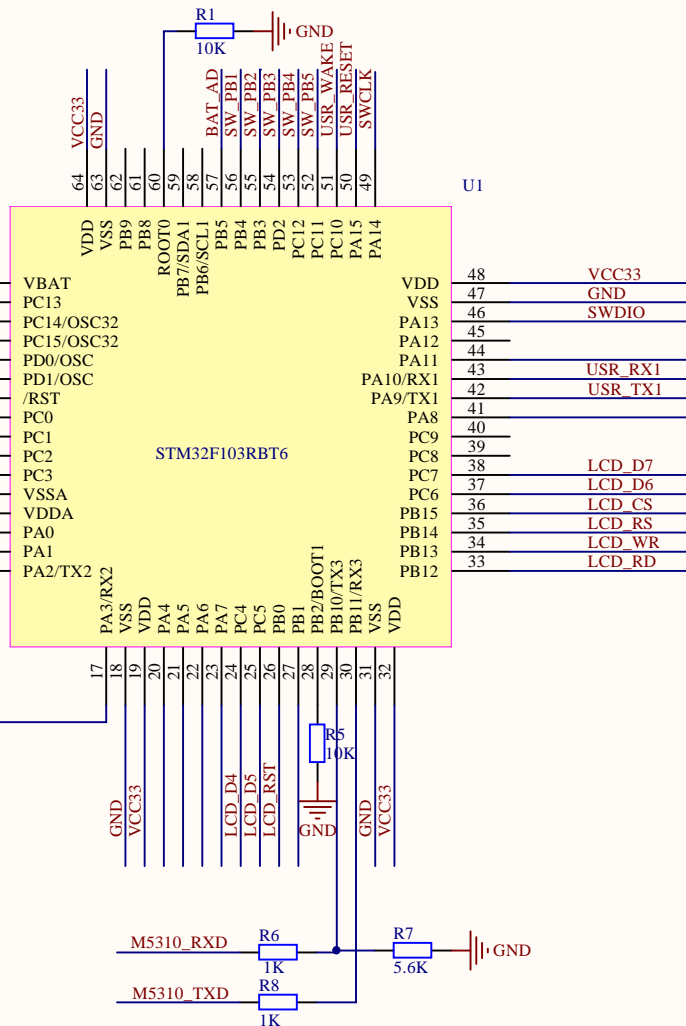 R1
GND
10K
VCC33
GND
BAT_AD
SW_PB1
SW_PB2
SW_PB3
SW_PB4
SW_PB5
USR_WAKE
USR_RESET
SWCLK
64
63
62
61
60
59
58
57
56
55
54
53
52
51
50
49
U1
VDD
VSS
PB9
PB8
ROOT0
PB7/SDA1
PB6/SCL1
PB5
PB4
PB3
PD2
PC12
PC11
PC10
PA15
PA14
VBAT
PC13
PC14/OSC32
PC15/OSC32
PD0/OSC
PD1/OSC
/RST
PC0
PC1
PC2
PC3
VSSA
VDDA
PA0
PA1
PA2/TX2
STM32F103RBT6
VDD 48 VCC33
VSS 47 GND
PA13 46 SWDIO
PA12 45
PA11 44
PA10/RX1 43 USR_RX1
PA9/TX1 42 USR_TX1
PA8 41
PC9 40
PC8 39
PC7 38 LCD_D7
PC6 37 LCD_D6
PB15 36 LCD_CS
PB14 35 LCD_RS
PB13 34 LCD_WR
PB12 33 LCD_RD
PA3/RX2
VSS
VDD
PA4
PA5
PA6
PA7
PC4
PC5
PB0
PB1
PB2/BOOT1
PB10/TX3
PB11/RX3
VSS
VDD
17
18
19
20
21
22
23
24
25
26
27
28
29
30
31
32
R5
10K
GND
GND
VCC33
LCD_D4
LCD_D5
LCD_RST
GND
VCC33
M5310_RXD
R6
1K
R7
5.6K
GND
M5310_TXD
R8
1K